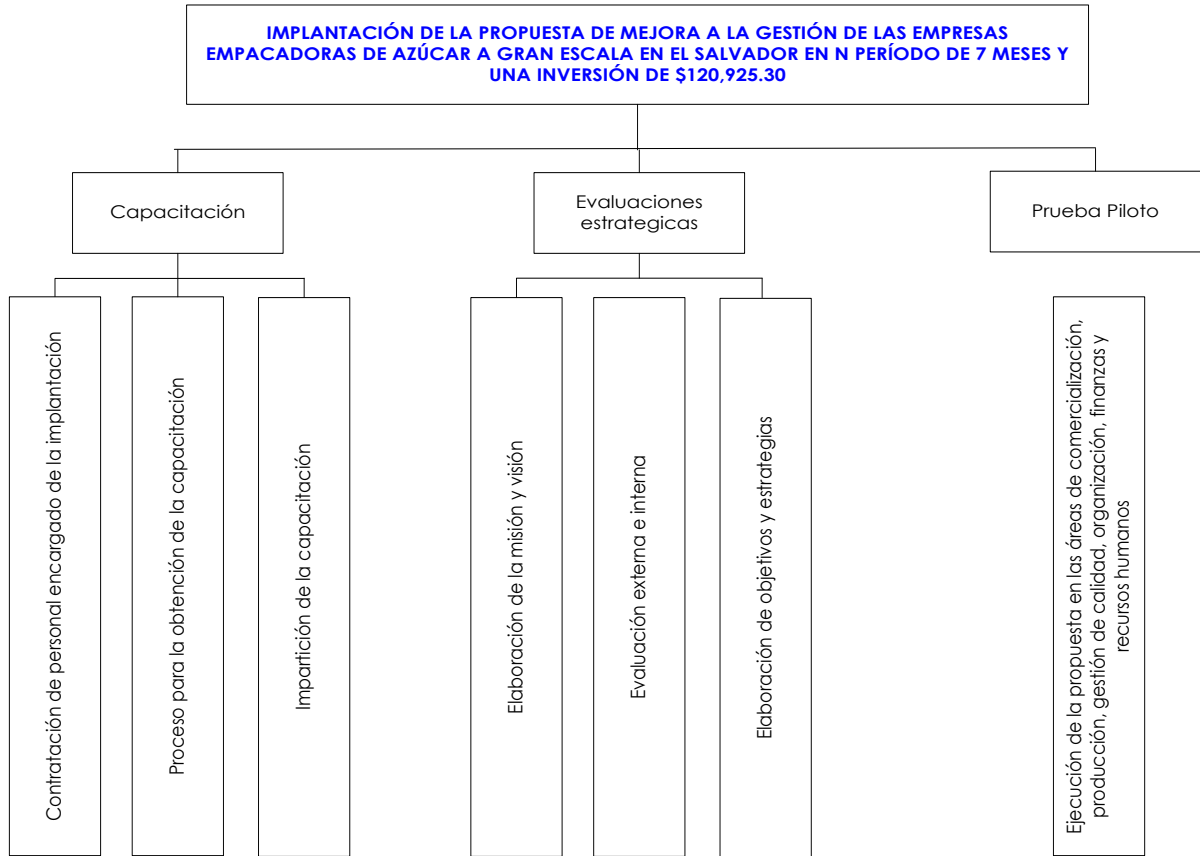 IMPLANTACIÓN DE LA PROPUESTA DE MEJORA A LA GESTIÓN DE LAS EMPRESAS
EMPACADORAS DE AZÚCAR A GRAN ESCALA EN EL SALVADOR EN N PERÍODO DE 7 MESES Y
UNA INVERSIÓN DE $120,925.30
Capacitación
Evaluaciones
estrategicas
Prueba Piloto
Contratación de personal encargado de la implantación
Proceso para la obtención de la capacitación
Impartición de la capacitación
Elaboración de la misión y visión
Evaluación externa e interna
Elaboración de objetivos y estrategias
Ejecución de la propuesta en las áreas de comercialización,
producción, gestión de calidad, organización, finanzas y
recursos humanos